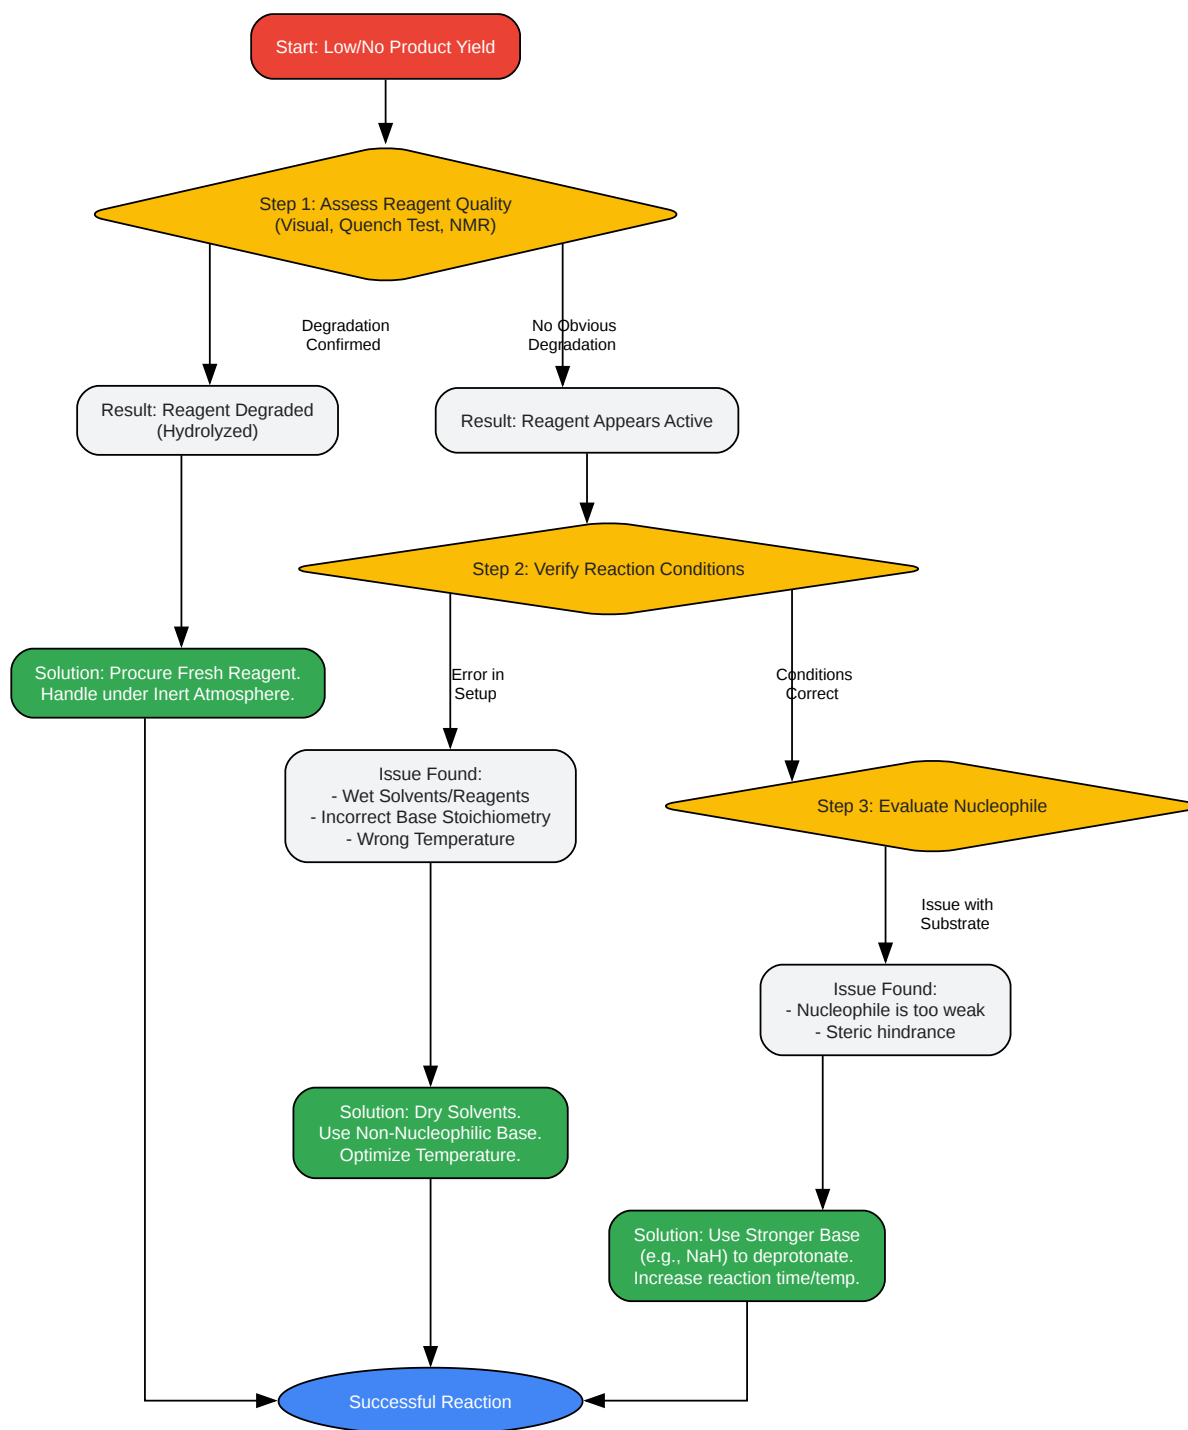 Start: Low/No Product Yield
Step 1: Assess Reagent Quality
(Visual, Quench Test, NMR)
Degradation
Confirmed
No Obvious
Degradation
Result: Reagent Degraded
(Hydrolyzed)
Result: Reagent Appears Active
Step 2: Verify Reaction Conditions
Solution: Procure Fresh Reagent.
Handle under Inert Atmosphere.
Error in
Setup
Conditions
Correct
Issue Found:
- Wet Solvents/Reagents
- Incorrect Base Stoichiometry
- Wrong Temperature
Step 3: Evaluate Nucleophile
Issue with
Substrate
Issue Found:
- Nucleophile is too weak
- Steric hindrance
Solution: Dry Solvents.
Use Non-Nucleophilic Base.
Optimize Temperature.
Solution: Use Stronger Base
(e.g., NaH) to deprotonate.
Increase reaction time/temp.
Successful Reaction